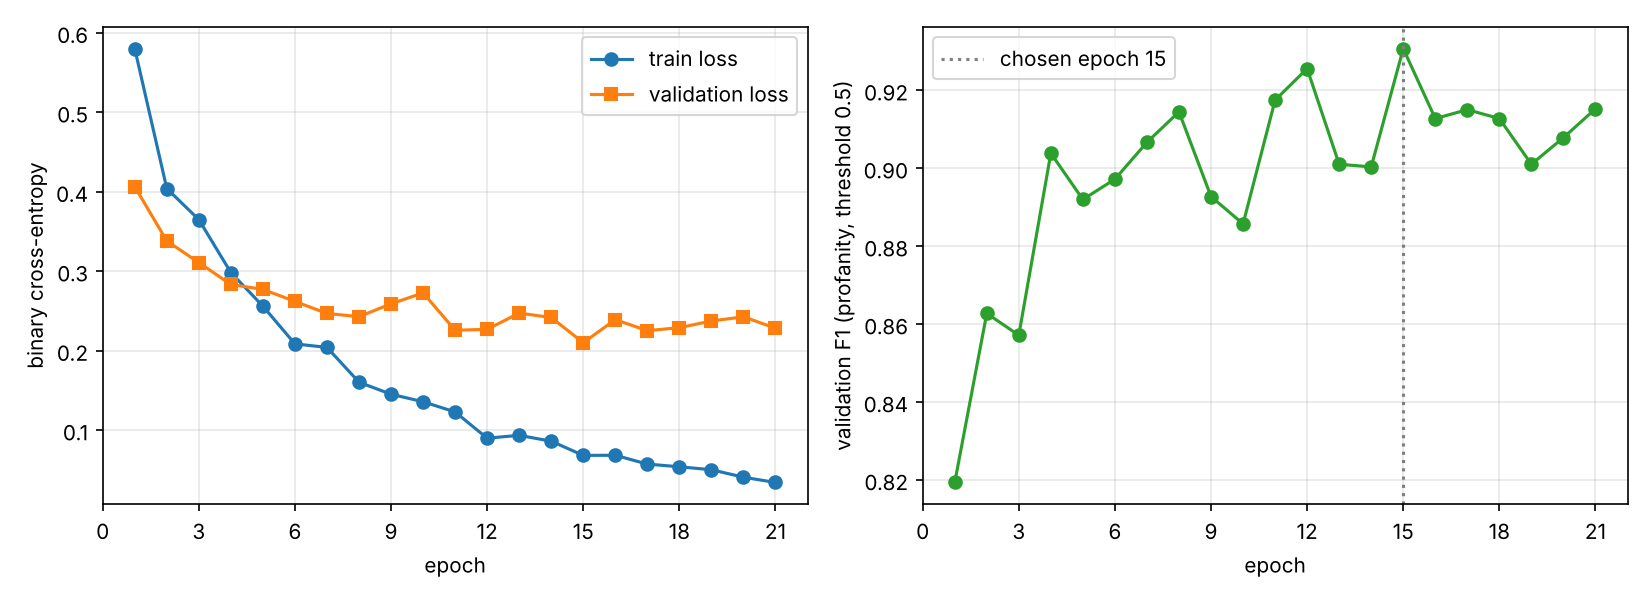 train loss
validation loss
binary cross-entropy
0.6
0.5
0.4
0.3
0.2
0.1
0 3 6 9 12 15 18 21
epoch
chosen epoch 15
validation F1 (profanity, threshold 0.5)
0.92
0.90
0.88
0.86
0.84
0.82
0 3 6 9 12 15 18 21
epoch